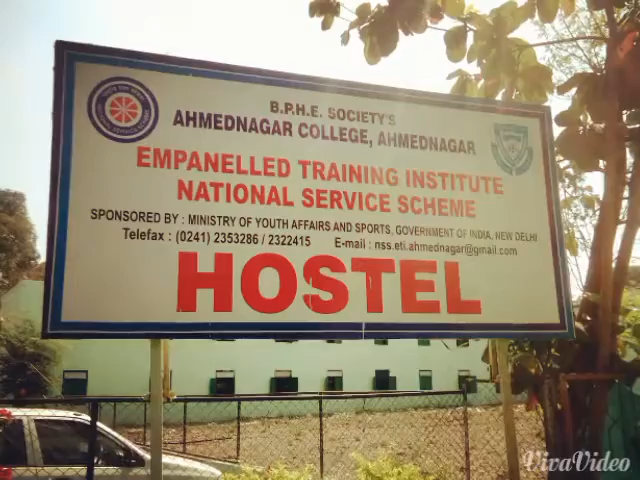 B.P.H.E. SOCIETY'S
AHMEDNAGAR COLLEGE, AHMEDNAGAR
EMPANELLED TRAINING INSTITUTE
NATIONAL SERVICE SCHEME
SPONSORED BY : MINISTRY OF YOUTH AFFAIRS AND SPORTS, GOVERNMENT OF INDIA, NEW DELHI
Telefax : (0241) 2353286 / 2322415 E-mail : nss.eti.ahmednagar@gmail.com
HOSTEL
VivaVideo